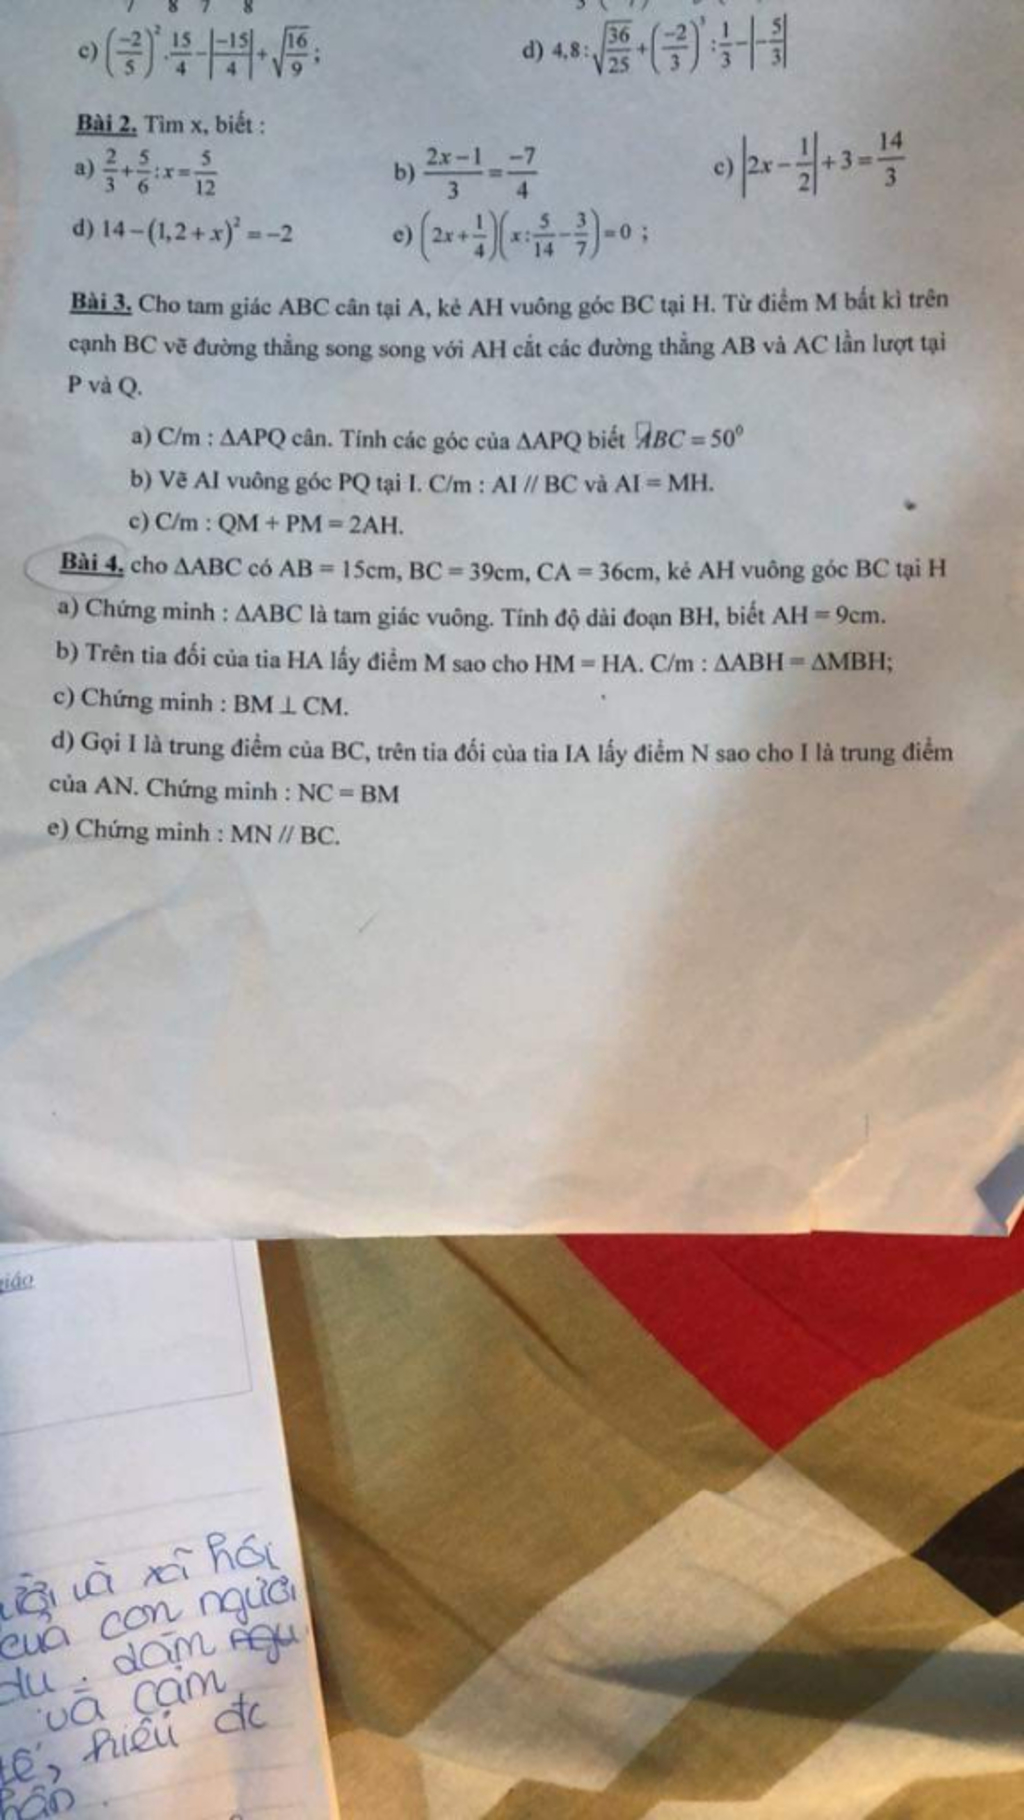 7 8 7 8
c) (-2/5)². 15/4 - |-15/4| + √(16/9) ; d) 4,8 : √(36/25) + (-2/3)³ : 1/3 - |-5/3|
Bài 2. Tìm x, biết :
a) 2/3 + 5/6 : x = 5/12 b) (2x-1)/3 = -7/4 c) |2x - 1/2| + 3 = 14/3
d) 14 - (1,2 + x)² = -2 e) (2x + 1/4)(x : 5/14 - 3/7) = 0 ;
Bài 3. Cho tam giác ABC cân tại A, kẻ AH vuông góc BC tại H. Từ điểm M bất kì trên
cạnh BC vẽ đường thẳng song song với AH cắt các đường thẳng AB và AC lần lượt tại
P và Q.
a) C/m : ΔAPQ cân. Tính các góc của ΔAPQ biết ABC = 50⁰
b) Vẽ AI vuông góc PQ tại I. C/m : AI // BC và AI = MH.
c) C/m : QM + PM = 2AH.
Bài 4. cho ΔABC có AB = 15cm, BC = 39cm, CA = 36cm, kẻ AH vuông góc BC tại H
a) Chứng minh : ΔABC là tam giác vuông. Tính độ dài đoạn BH, biết AH = 9cm.
b) Trên tia đối của tia HA lấy điểm M sao cho HM = HA. C/m : ΔABH = ΔMBH;
c) Chứng minh : BM ⊥ CM.
d) Gọi I là trung điểm của BC, trên tia đối của tia IA lấy điểm N sao cho I là trung điểm
của AN. Chứng minh : NC = BM
e) Chứng minh : MN // BC.
và xĩ hói
của con người
du . dám
và cảm
tế, hiểu đc